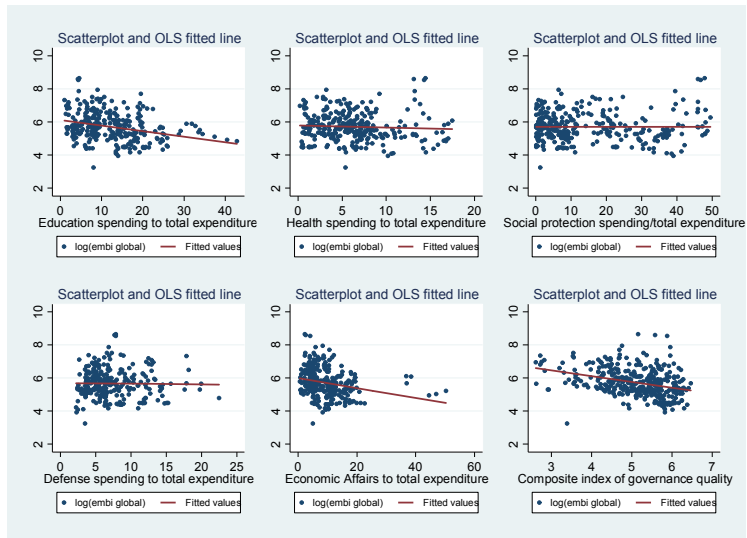 Scatterplot and OLS fitted line
10
8
6
4
2
0 10 20 30 40
Education spending to total expenditure
log(embi global) Fitted values
Scatterplot and OLS fitted line
10
8
6
4
2
0 5 10 15 20
Health spending to total expenditure
log(embi global) Fitted values
Scatterplot and OLS fitted line
10
8
6
4
2
0 10 20 30 40 50
Social protection spending/total expenditure
log(embi global) Fitted values
Scatterplot and OLS fitted line
10
8
6
4
2
0 5 10 15 20 25
Defense spending to total expenditure
log(embi global) Fitted values
Scatterplot and OLS fitted line
10
8
6
4
2
0 20 40 60
Economic Affairs to total expenditure
log(embi global) Fitted values
Scatterplot and OLS fitted line
10
8
6
4
2
3 4 5 6 7
Composite index of governance quality
log(embi global) Fitted values